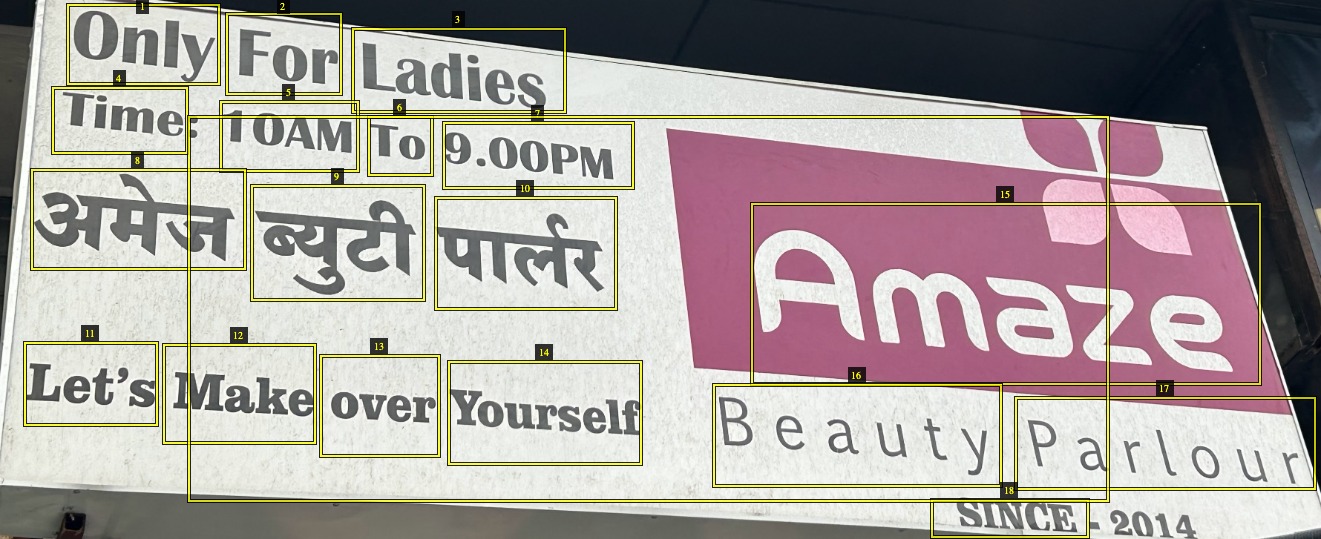 Only For Ladies
Time: 10AM To 9.00PM
अमेज ब्युटी पार्लर
Let's Make over Yourself
Amaze
Beauty Parlour
SINCE - 2014